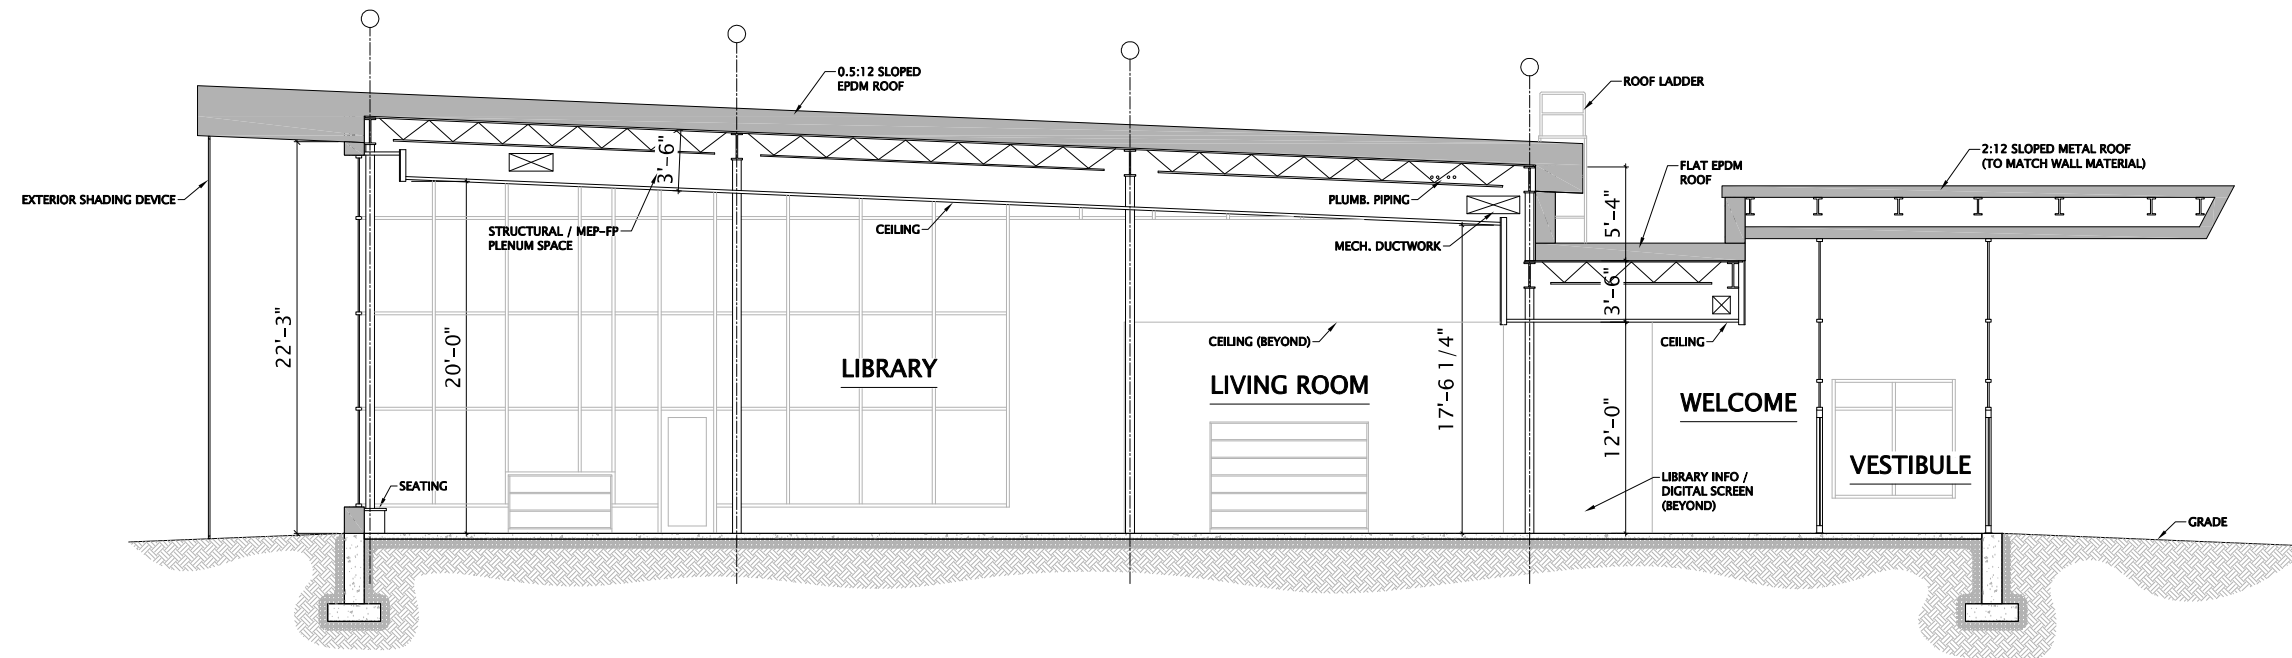 0.5:12 SLOPED
EPDM ROOF
ROOF LADDER
2:12 SLOPED METAL ROOF
(TO MATCH WALL MATERIAL)
FLAT EPDM
ROOF
EXTERIOR SHADING DEVICE
3'-6"
PLUMB. PIPING
STRUCTURAL / MEP-FP
PLENUM SPACE
CEILING
MECH. DUCTWORK
5'-4"
3'-6"
22'-3"
20'-0"
CEILING (BEYOND)
17'-6 1/4"
CEILING
LIBRARY
LIVING ROOM
WELCOME
12'-0"
VESTIBULE
SEATING
LIBRARY INFO /
DIGITAL SCREEN
(BEYOND)
GRADE